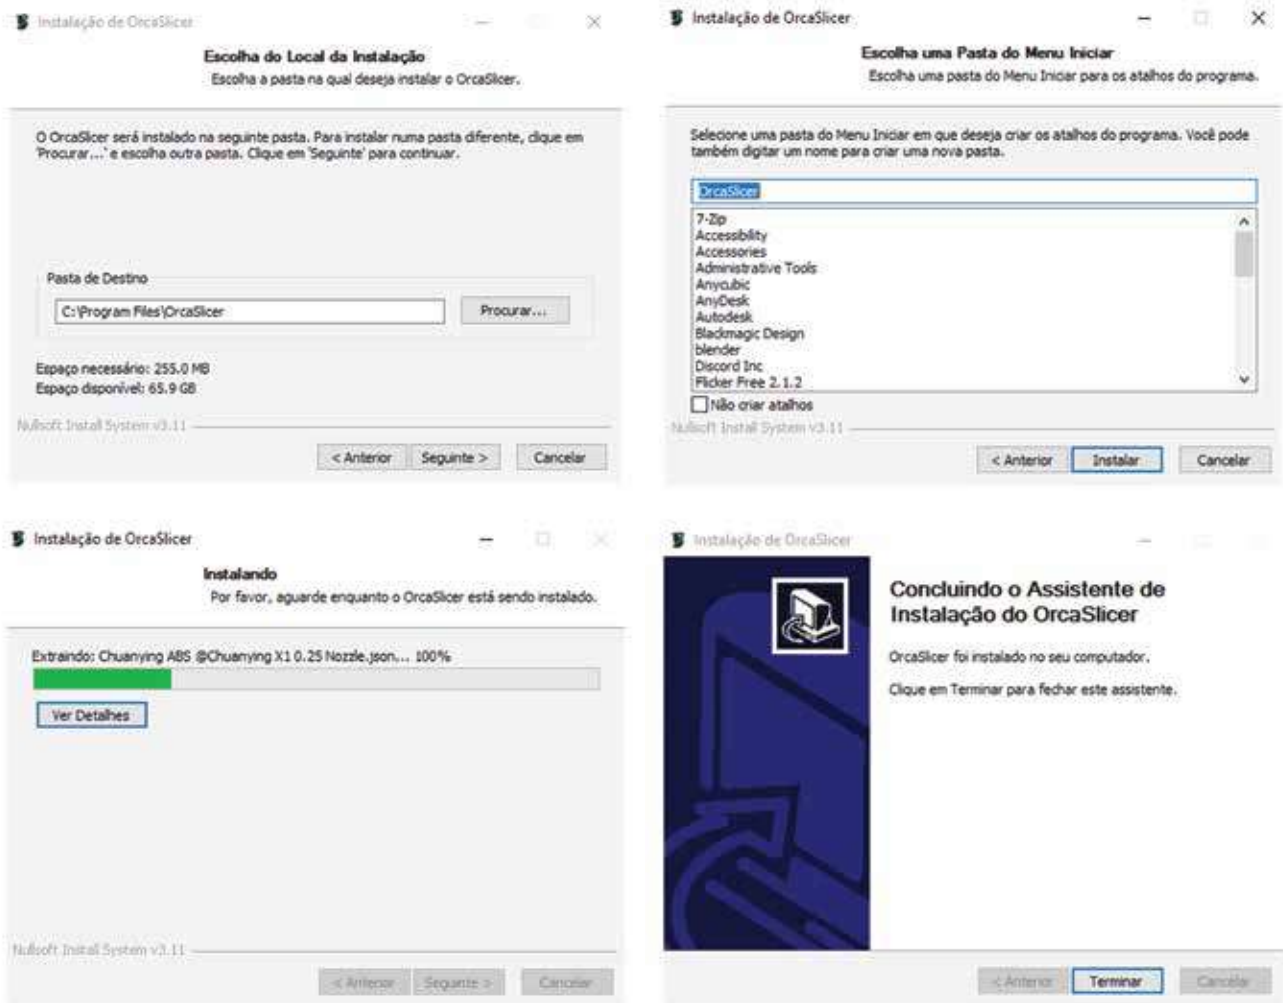 Instalação de OrcaSlicer
Escolha do Local da Instalação
Escolha a pasta na qual deseja instalar o OrcaSlicer.
O OrcaSlicer será instalado na seguinte pasta. Para instalar numa pasta diferente, clique em
'Procurar...' e escolha outra pasta. Clique em 'Seguinte' para continuar.
Pasta de Destino
C:\Program Files\OrcaSlicer
Procurar...
Espaço necessário: 255.0 MB
Espaço disponível: 65.9 GB
Nullsoft Install System v3.11
< Anterior
Seguinte >
Cancelar
Instalação de OrcaSlicer
Escolha uma Pasta do Menu Iniciar
Escolha uma pasta do Menu Iniciar para os atalhos do programa.
Selecione uma pasta do Menu Iniciar em que deseja criar os atalhos do programa. Você pode
também digitar um nome para criar uma nova pasta.
OrcaSlicer
7-Zip
Accessibility
Accessories
Administrative Tools
Anycubic
AnyDesk
Autodesk
Blackmagic Design
blender
Discord Inc
Flicker Free 2.1.2
Não criar atalhos
Nullsoft Install System v3.11
< Anterior
Instalar
Cancelar
Instalação de OrcaSlicer
Instalando
Por favor, aguarde enquanto o OrcaSlicer está sendo instalado.
Extraindo: Chuanying ABS @Chuanying X1 0.25 Nozzle.json... 100%
Ver Detalhes
Nullsoft Install System v3.11
< Anterior
Seguinte >
Cancelar
Instalação de OrcaSlicer
Concluindo o Assistente de
Instalação do OrcaSlicer
OrcaSlicer foi instalado no seu computador.
Clique em Terminar para fechar este assistente.
< Anterior
Terminar
Cancelar